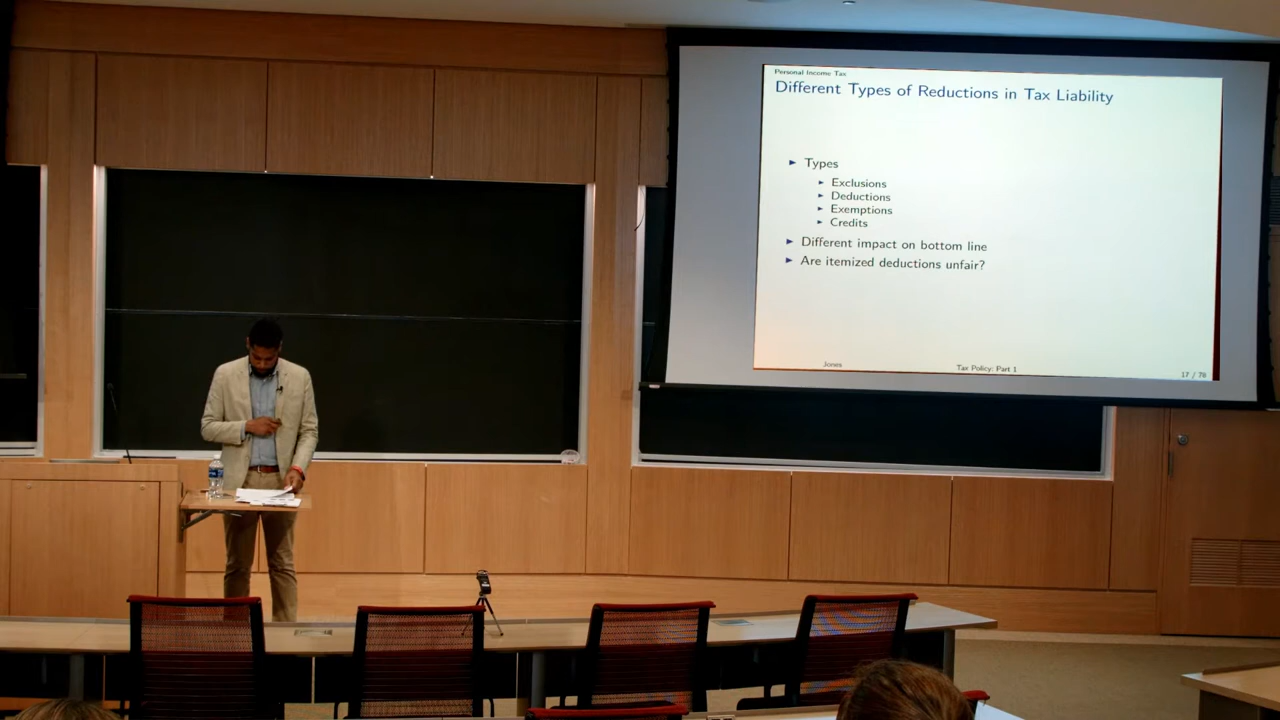 Personal Income Tax
Different Types of Reductions in Tax Liability
► Types
► Exclusions
► Deductions
► Exemptions
► Credits
► Different impact on bottom line
► Are itemized deductions unfair?
Jones
Tax Policy: Part 1
17 / 76